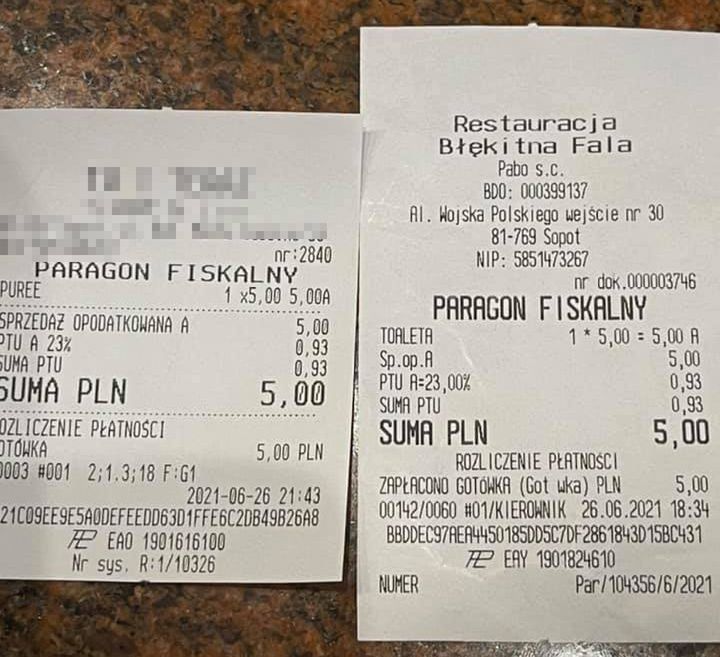 nr:2840
PARAGON FISKALNY
PUREE 1 x5,00 5,00A
SPRZEDAŻ OPODATKOWANA A 5,00
PTU A 23% 0,93
SUMA PTU 0,93
SUMA PLN 5,00
OZLICZENIE PŁATNOŚCI
OTÓWKA 5,00 PLN
0003 #001 2;1.3;18 F:G1
2021-06-26 21:43
21C09EE9E5A0DEFEEDD63D1FFE6C2DB49B26A8
EAO 1901616100
Nr sys. R:1/10326
Restauracja
Błękitna Fala
Pabo s.c.
BDO: 000399137
Al. Wojska Polskiego wejście nr 30
81-769 Sopot
NIP: 5851473267
nr dok.000003746
PARAGON FISKALNY
TOALETA 1 * 5,00 = 5,00 A
Sp.op.A 5,00
PTU A=23,00% 0,93
SUMA PTU 0,93
SUMA PLN 5,00
ROZLICZENIE PŁATNOŚCI
ZAPŁACONO GOTÓWKA (Got wka) PLN 5,00
00142/0060 #01/KIEROWNIK 26.06.2021 18:34
BBDDEC97AEA4450185DD5C7DF2861843D15BC431
EAY 1901824610
NUMER Par/104356/6/2021